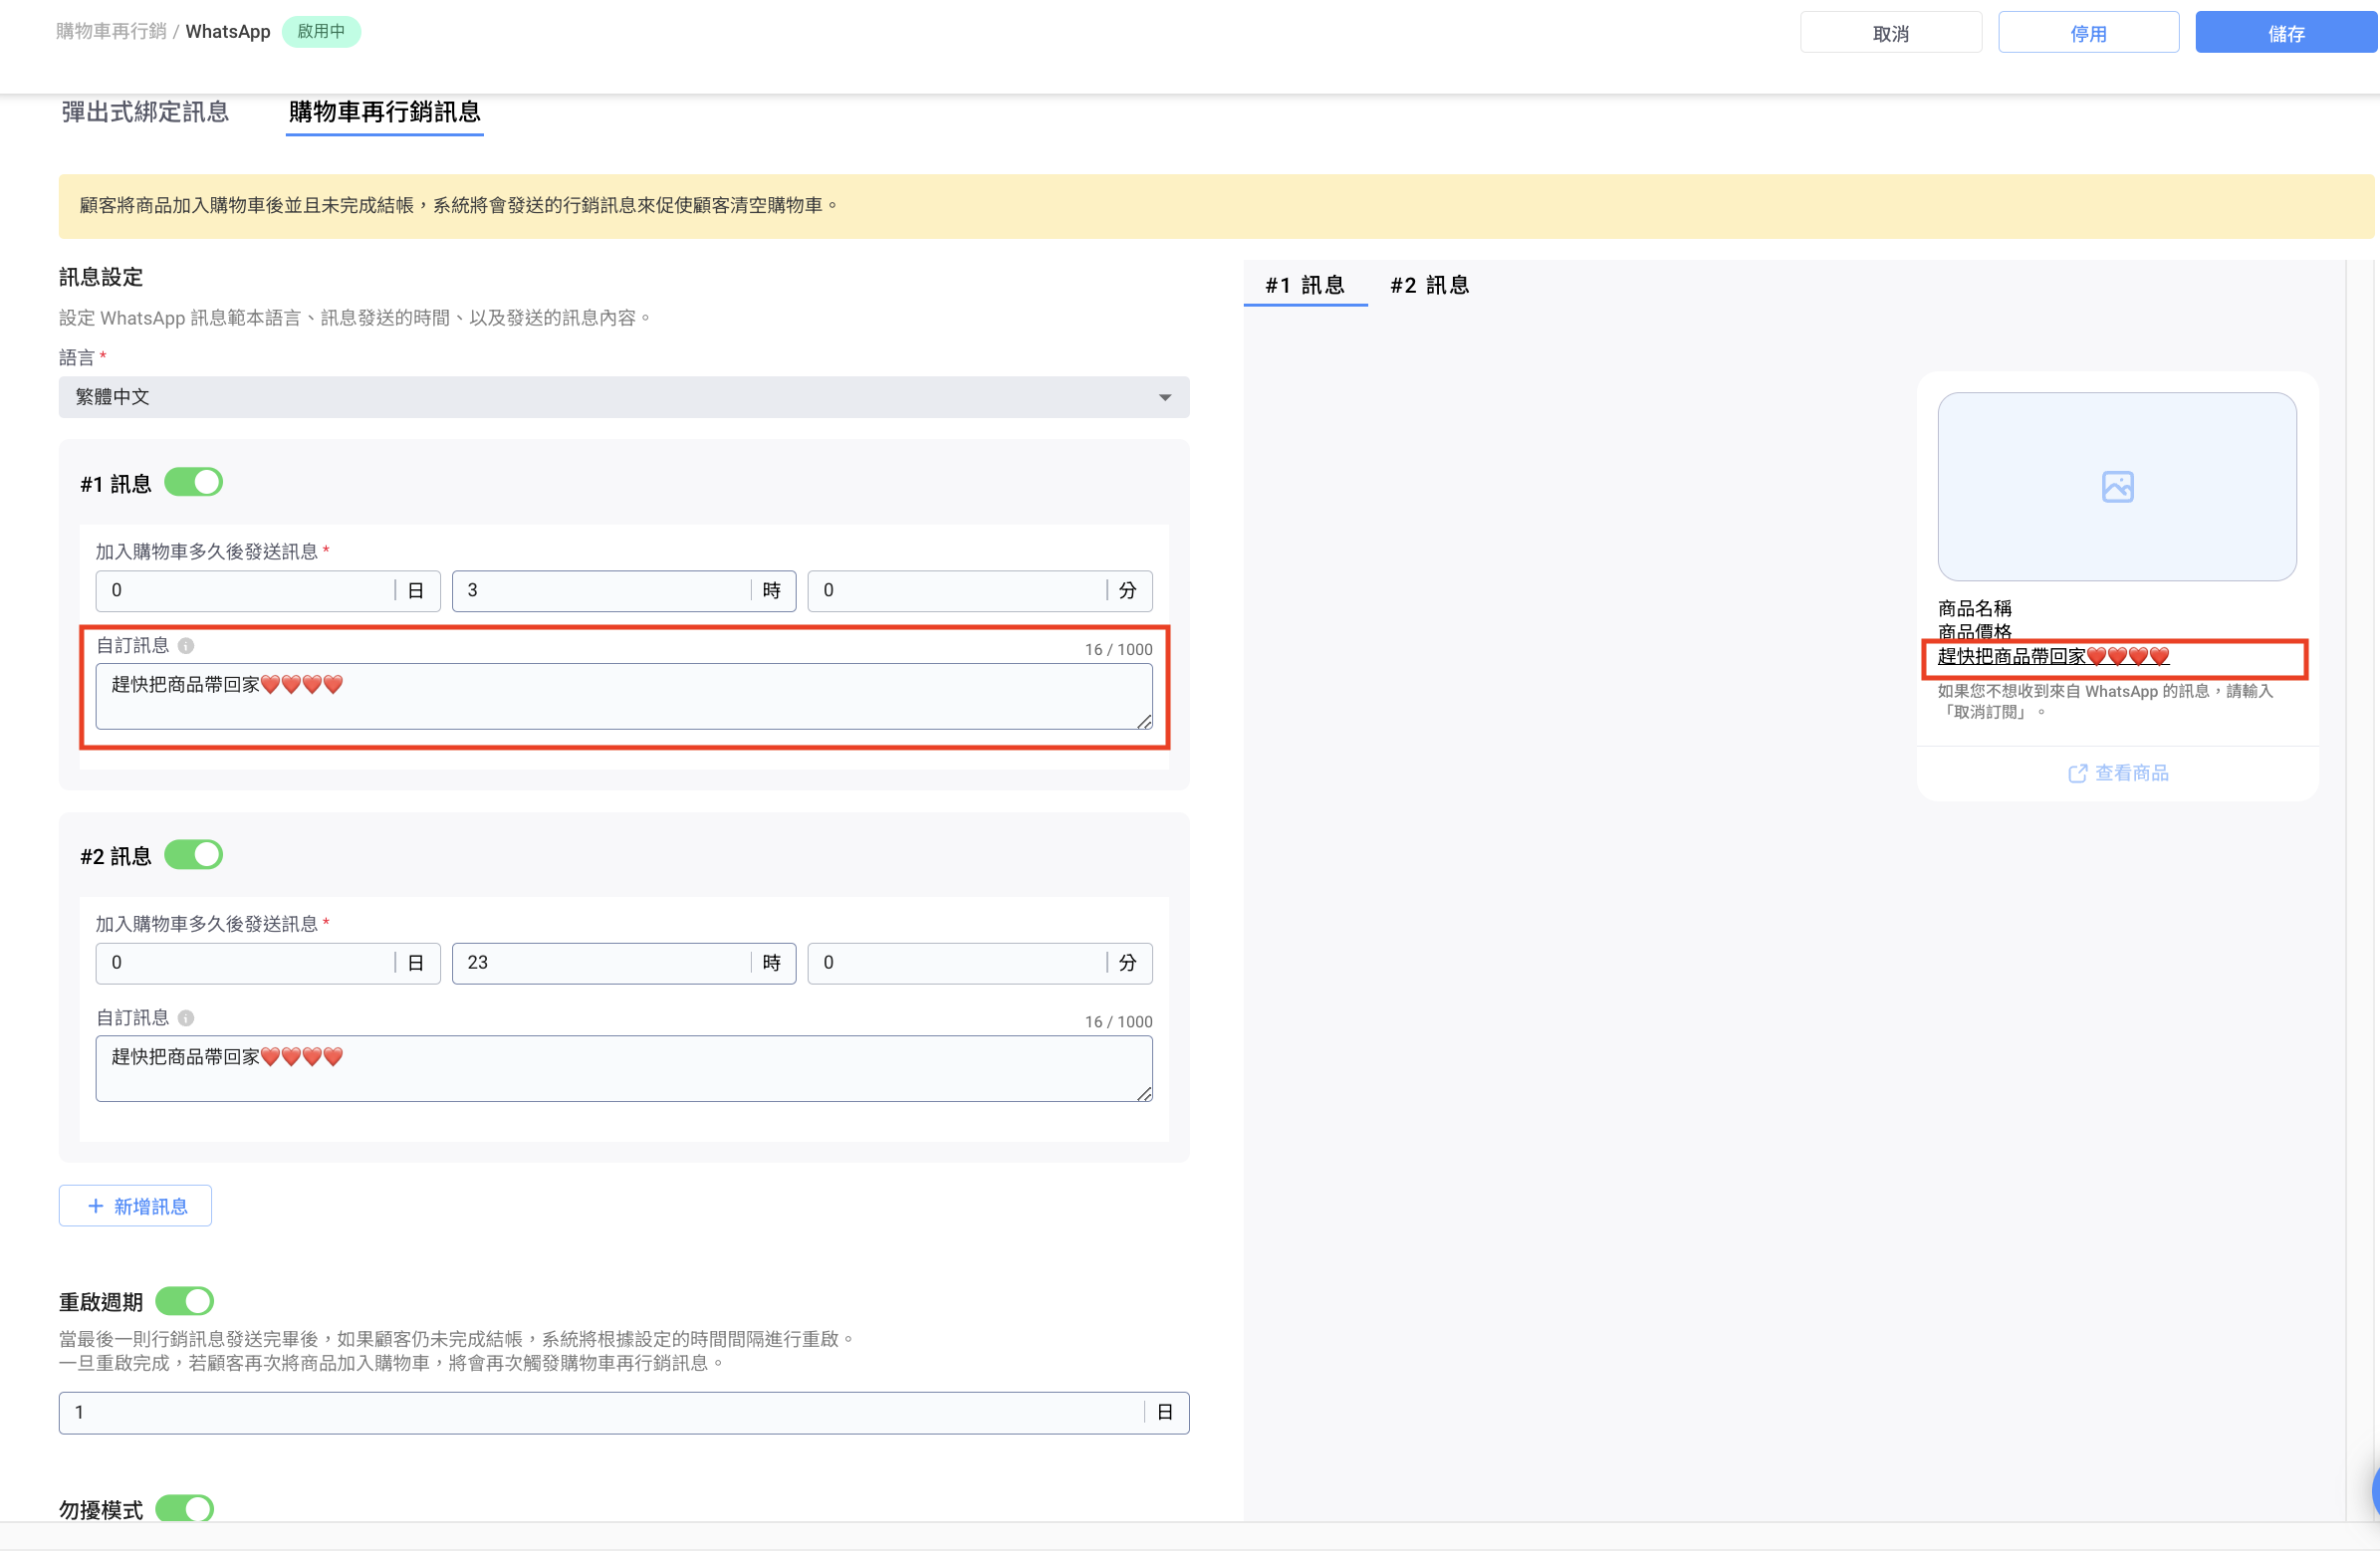 購物車再行銷 / WhatsApp 啟用中
取消 停用 儲存
彈出式綁定訊息 購物車再行銷訊息
顧客將商品加入購物車後並且未完成結帳，系統將會發送的行銷訊息來促使顧客清空購物車。
訊息設定
設定 WhatsApp 訊息範本語言、訊息發送的時間、以及發送的訊息內容。
語言 *
繁體中文
#1 訊息
加入購物車多久後發送訊息 *
0 日 3 時 0 分
自訂訊息 16 / 1000
趕快把商品帶回家❤️❤️❤️❤️
#2 訊息
加入購物車多久後發送訊息 *
0 日 23 時 0 分
自訂訊息 16 / 1000
趕快把商品帶回家❤️❤️❤️❤️
+ 新增訊息
重啟週期
當最後一則行銷訊息發送完畢後，如果顧客仍未完成結帳，系統將根據設定的時間間隔進行重啟。
一旦重啟完成，若顧客再次將商品加入購物車，將會再次觸發購物車再行銷訊息。
1 日
勿擾模式
#1 訊息 #2 訊息
商品名稱
商品價格
趕快把商品帶回家❤️❤️❤️❤️
如果您不想收到來自 WhatsApp 的訊息，請輸入
「取消訂閱」。
查看商品